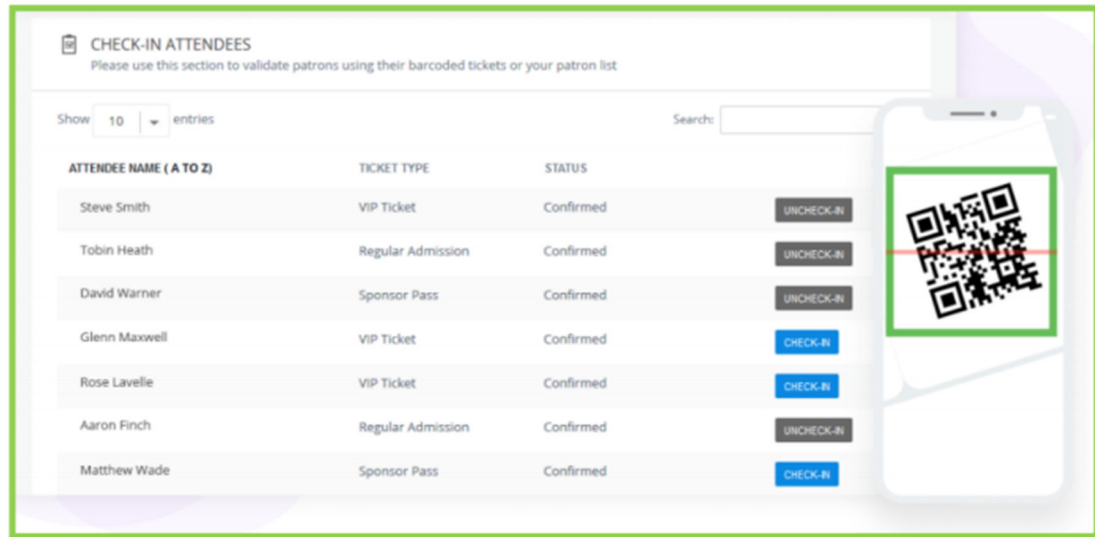 CHECK-IN ATTENDEES
Please use this section to validate patrons using their barcoded tickets or your patron list
Show 10 entries Search:
ATTENDEE NAME ( A TO Z) TICKET TYPE STATUS
Steve Smith VIP Ticket Confirmed UNCHECK-IN
Tobin Heath Regular Admission Confirmed UNCHECK-IN
David Warner Sponsor Pass Confirmed UNCHECK-IN
Glenn Maxwell VIP Ticket Confirmed CHECK-IN
Rose Lavelle VIP Ticket Confirmed CHECK-IN
Aaron Finch Regular Admission Confirmed UNCHECK-IN
Matthew Wade Sponsor Pass Confirmed CHECK-IN